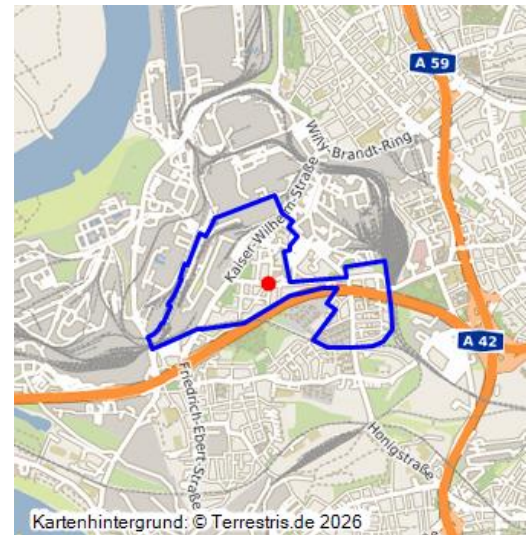 A 59
Willy-Brandt-Ring
Kaiser-Wilhelm-Straße
A 42
Friedrich-Ebert-Straße
Honigstraße
Kartenhintergrund: © Terrestris.de 2026